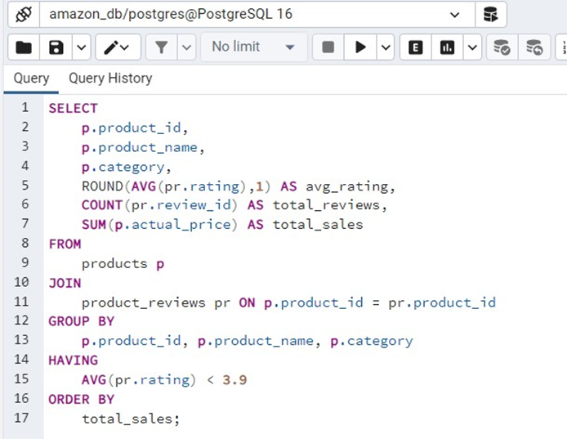 amazon_db/postgres@PostgreSQL 16
No limit
E
Query Query History
1 SELECT
2 p.product_id,
3 p.product_name,
4 p.category,
5 ROUND(AVG(pr.rating),1) AS avg_rating,
6 COUNT(pr.review_id) AS total_reviews,
7 SUM(p.actual_price) AS total_sales
8 FROM
9 products p
10 JOIN
11 product_reviews pr ON p.product_id = pr.product_id
12 GROUP BY
13 p.product_id, p.product_name, p.category
14 HAVING
15 AVG(pr.rating) < 3.9
16 ORDER BY
17 total_sales;